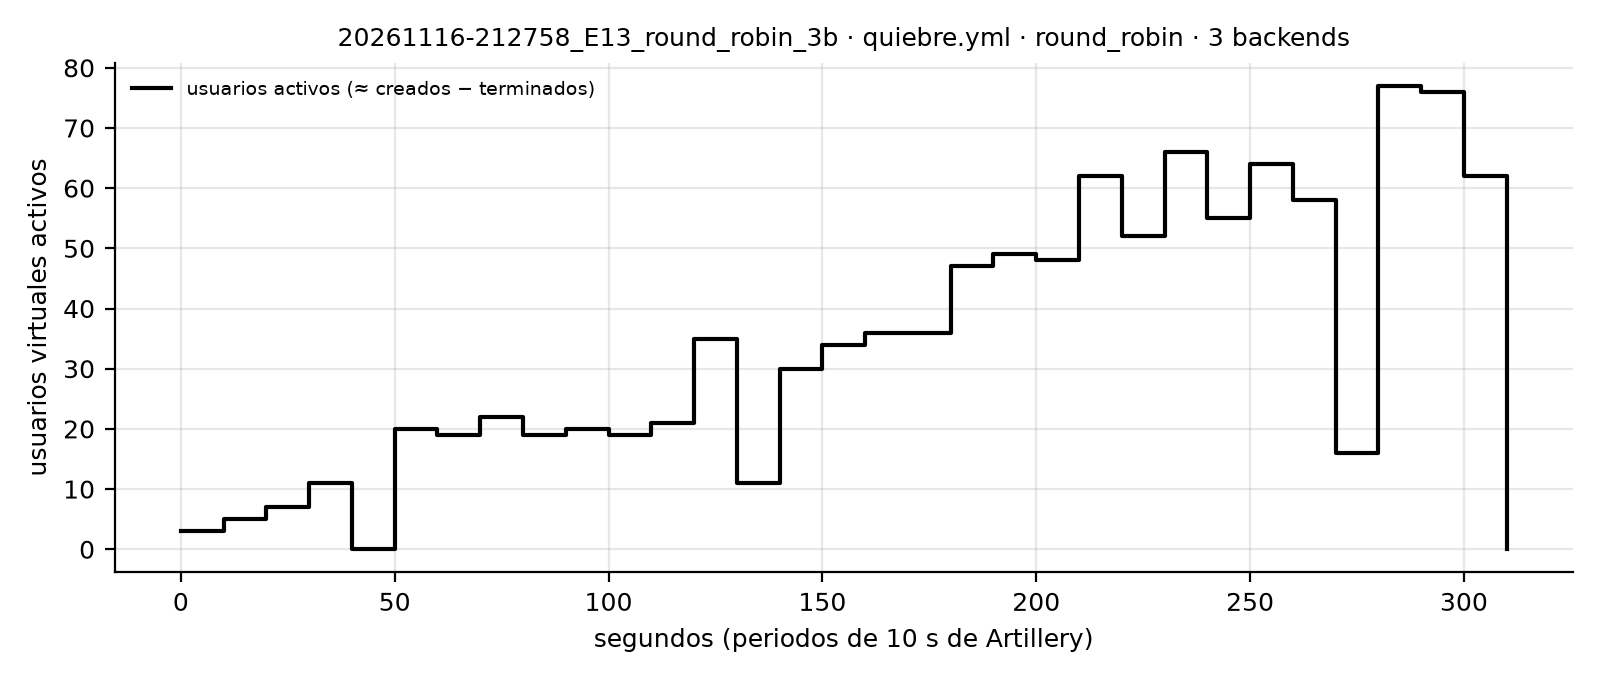 20261116-212758_E13_round_robin_3b · quiebre.yml · round_robin · 3 backends
usuarios activos (≈ creados − terminados)
usuarios virtuales activos
80
70
60
50
40
30
20
10
0
0 50 100 150 200 250 300
segundos (periodos de 10 s de Artillery)